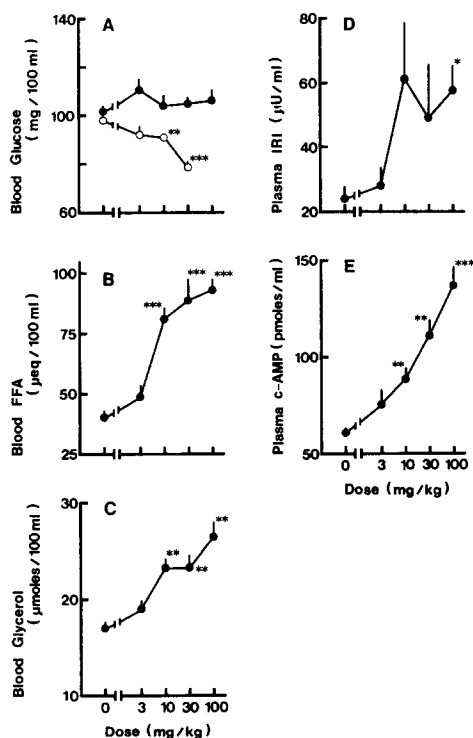 A
Blood Glucose
(mg/100 ml)
140
100
60
**
***
B
Blood FFA
(μeq/100 ml)
100
75
50
25
***
***
***
C
Blood Glycerol
(μmoles/100 ml)
30
20
10
**
**
**
0 3 10 30 100
Dose (mg/kg)
D
Plasma IRI (μU/ml)
80
60
40
20
*
E
Plasma c-AMP (pmoles/ml)
150
100
50
**
**
***
0 3 10 30 100
Dose (mg/kg)